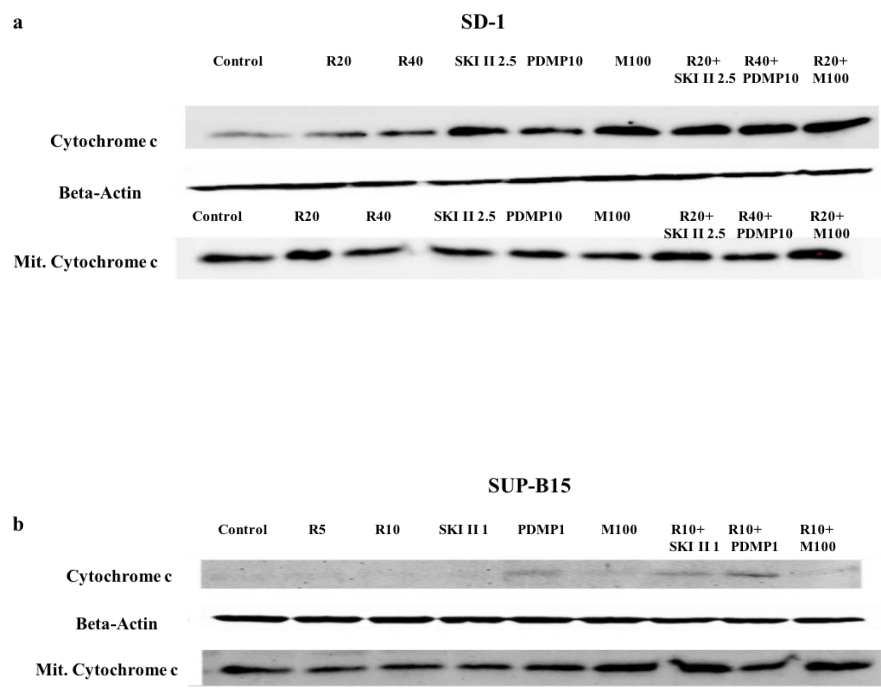 a
SD-1
Control R20 R40 SKI II 2.5 PDMP10 M100 R20+ R40+ R20+
SKI II 2.5 PDMP10 M100
Cytochrome c
Beta-Actin
Control R20 R40 SKI II 2.5 PDMP10 M100 R20+ R40+ R20+
SKI II 2.5 PDMP10 M100
Mit. Cytochrome c
SUP-B15
b
Control R5 R10 SKI II 1 PDMP1 M100 R10+ R10+ R10+
SKI II 1 PDMP1 M100
Cytochrome c
Beta-Actin
Mit. Cytochrome c